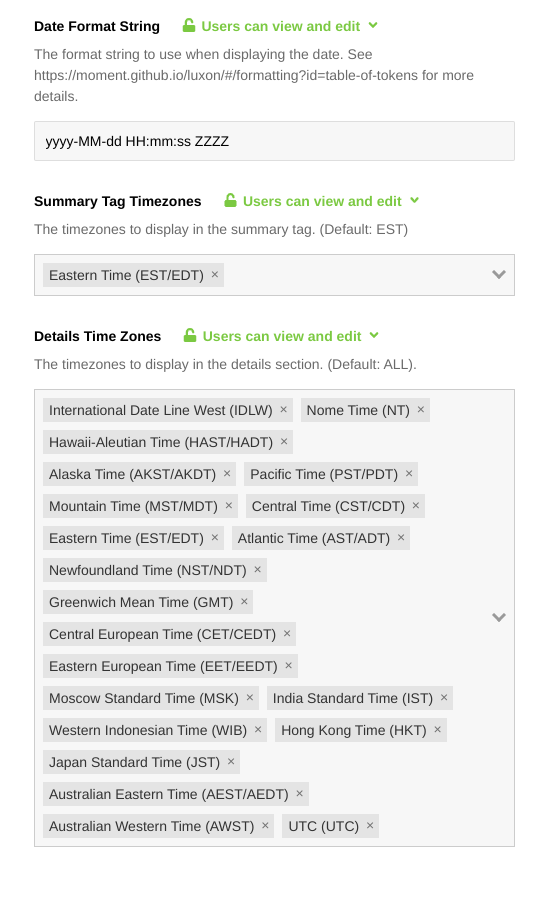 Date Format String Users can view and edit
The format string to use when displaying the date. See
https://moment.github.io/luxon/#/formatting?id=table-of-tokens for more
details.
yyyy-MM-dd HH:mm:ss ZZZZ
Summary Tag Timezones Users can view and edit
The timezones to display in the summary tag. (Default: EST)
Eastern Time (EST/EDT) ×
Details Time Zones Users can view and edit
The timezones to display in the details section. (Default: ALL).
International Date Line West (IDLW) × Nome Time (NT) ×
Hawaii-Aleutian Time (HAST/HADT) ×
Alaska Time (AKST/AKDT) × Pacific Time (PST/PDT) ×
Mountain Time (MST/MDT) × Central Time (CST/CDT) ×
Eastern Time (EST/EDT) × Atlantic Time (AST/ADT) ×
Newfoundland Time (NST/NDT) ×
Greenwich Mean Time (GMT) ×
Central European Time (CET/CEDT) ×
Eastern European Time (EET/EEDT) ×
Moscow Standard Time (MSK) × India Standard Time (IST) ×
Western Indonesian Time (WIB) × Hong Kong Time (HKT) ×
Japan Standard Time (JST) ×
Australian Eastern Time (AEST/AEDT) ×
Australian Western Time (AWST) × UTC (UTC) ×